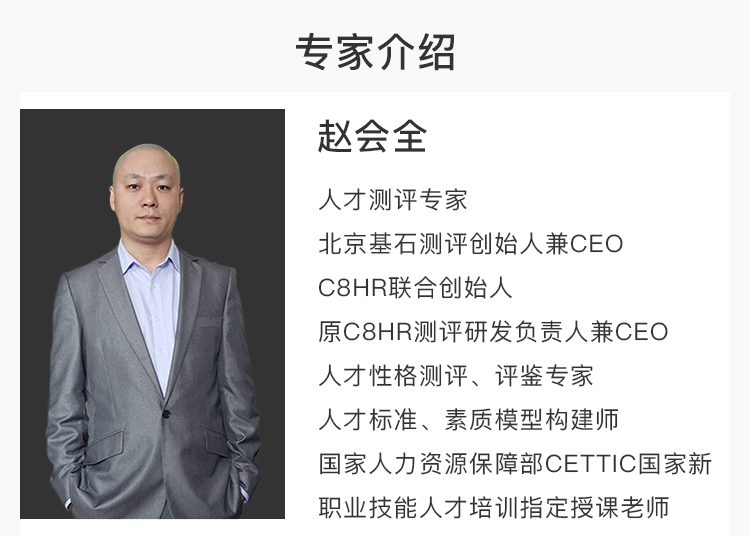 专家介绍
赵会全
人才测评专家
北京基石测评创始人兼CEO
C8HR联合创始人
原C8HR测评研发负责人兼CEO
人才性格测评、评鉴专家
人才标准、素质模型构建师
国家人力资源保障部CETTIC国家新
职业技能人才培训指定授课老师